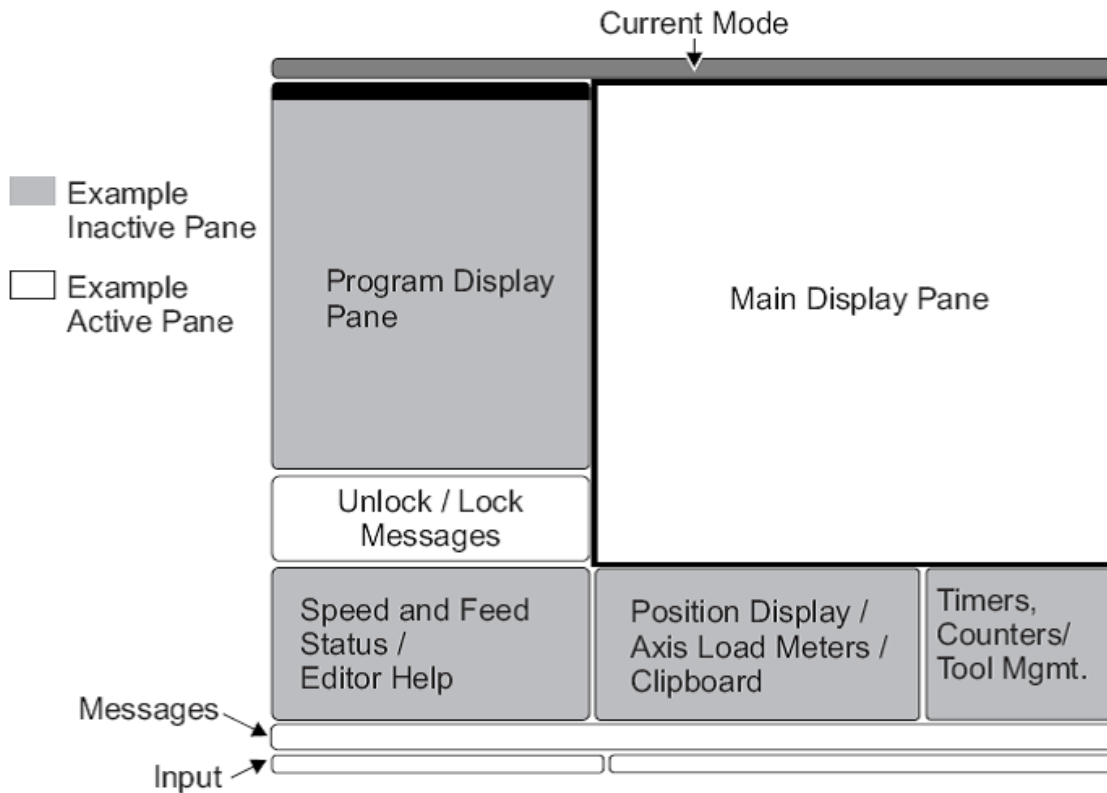 Current Mode
Example
Inactive Pane
Example
Active Pane
Program Display
Pane
Main Display Pane
Unlock / Lock
Messages
Speed and Feed
Status /
Editor Help
Position Display /
Axis Load Meters /
Clipboard
Timers,
Counters/
Tool Mgmt.
Messages
Input